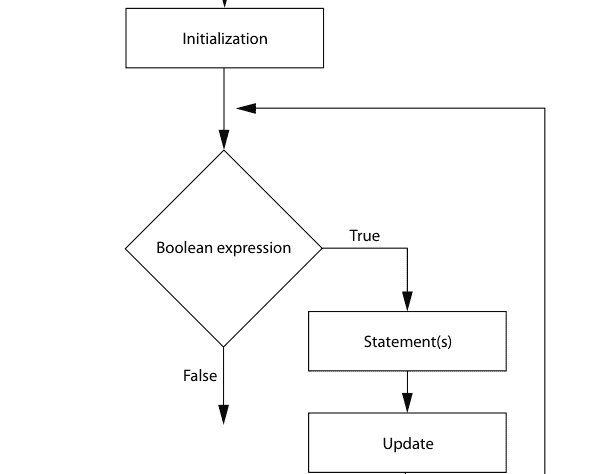 Initialization
True
Boolean expression
Statement(s)
False
Update